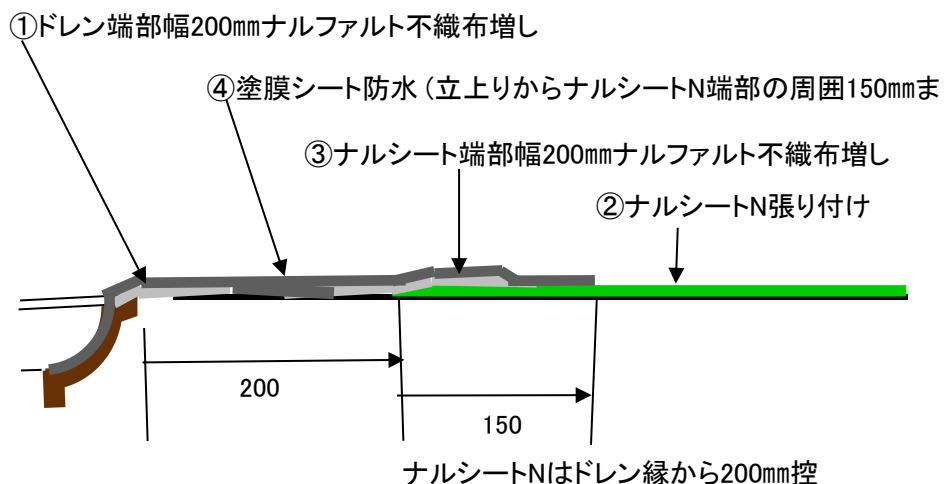 ①ドレン端部幅200㎜ナルファルト不織布増し
④塗膜シート防水（立上りからナルシートN端部の周囲150㎜ま
③ナルシート端部幅200㎜ナルファルト不織布増し
②ナルシートN張り付け
200
150
ナルシートNはドレン縁から200㎜控